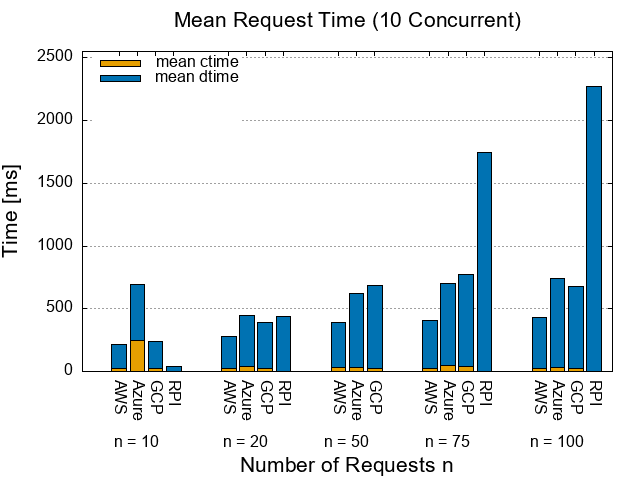 Mean Request Time (10 Concurrent)
mean ctime
mean dtime
2500
2000
1500
1000
500
0
Time [ms]
AWS Azure GCP RPI AWS Azure GCP RPI AWS Azure GCP AWS Azure GCP RPI AWS Azure GCP RPI
n = 10 n = 20 n = 50 n = 75 n = 100
Number of Requests n